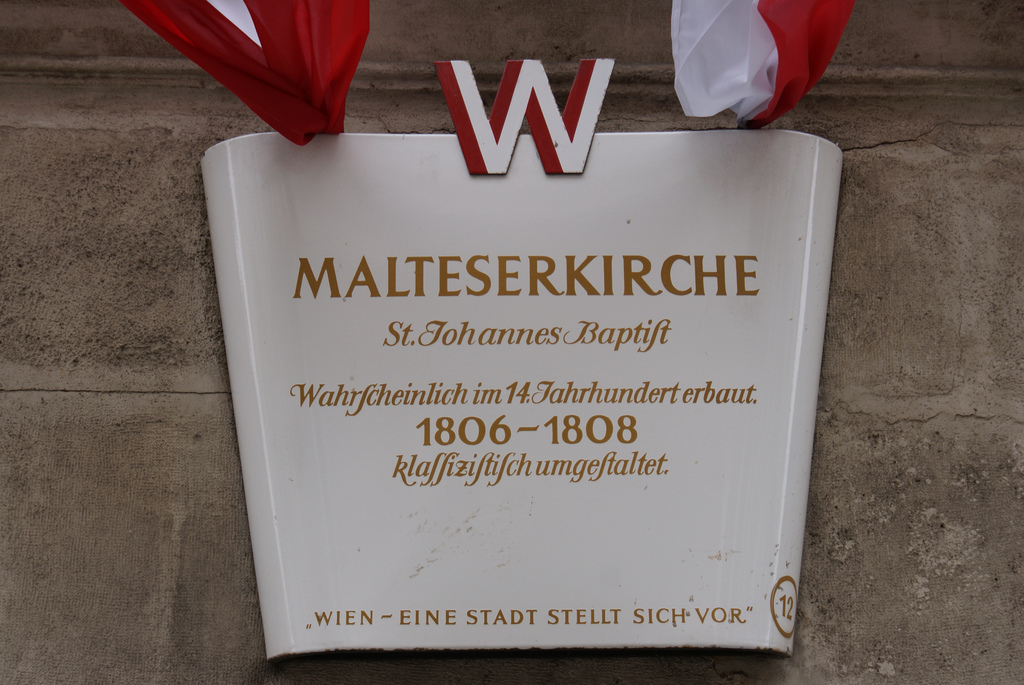 W
MALTESERKIRCHE
St. Johannes Baptiſt
Wahrſcheinlich im 14. Jahrhundert erbaut.
1806–1808
klaſſiziſtiſch umgeſtaltet.
„WIEN – EINE STADT STELLT SICH VOR“
12